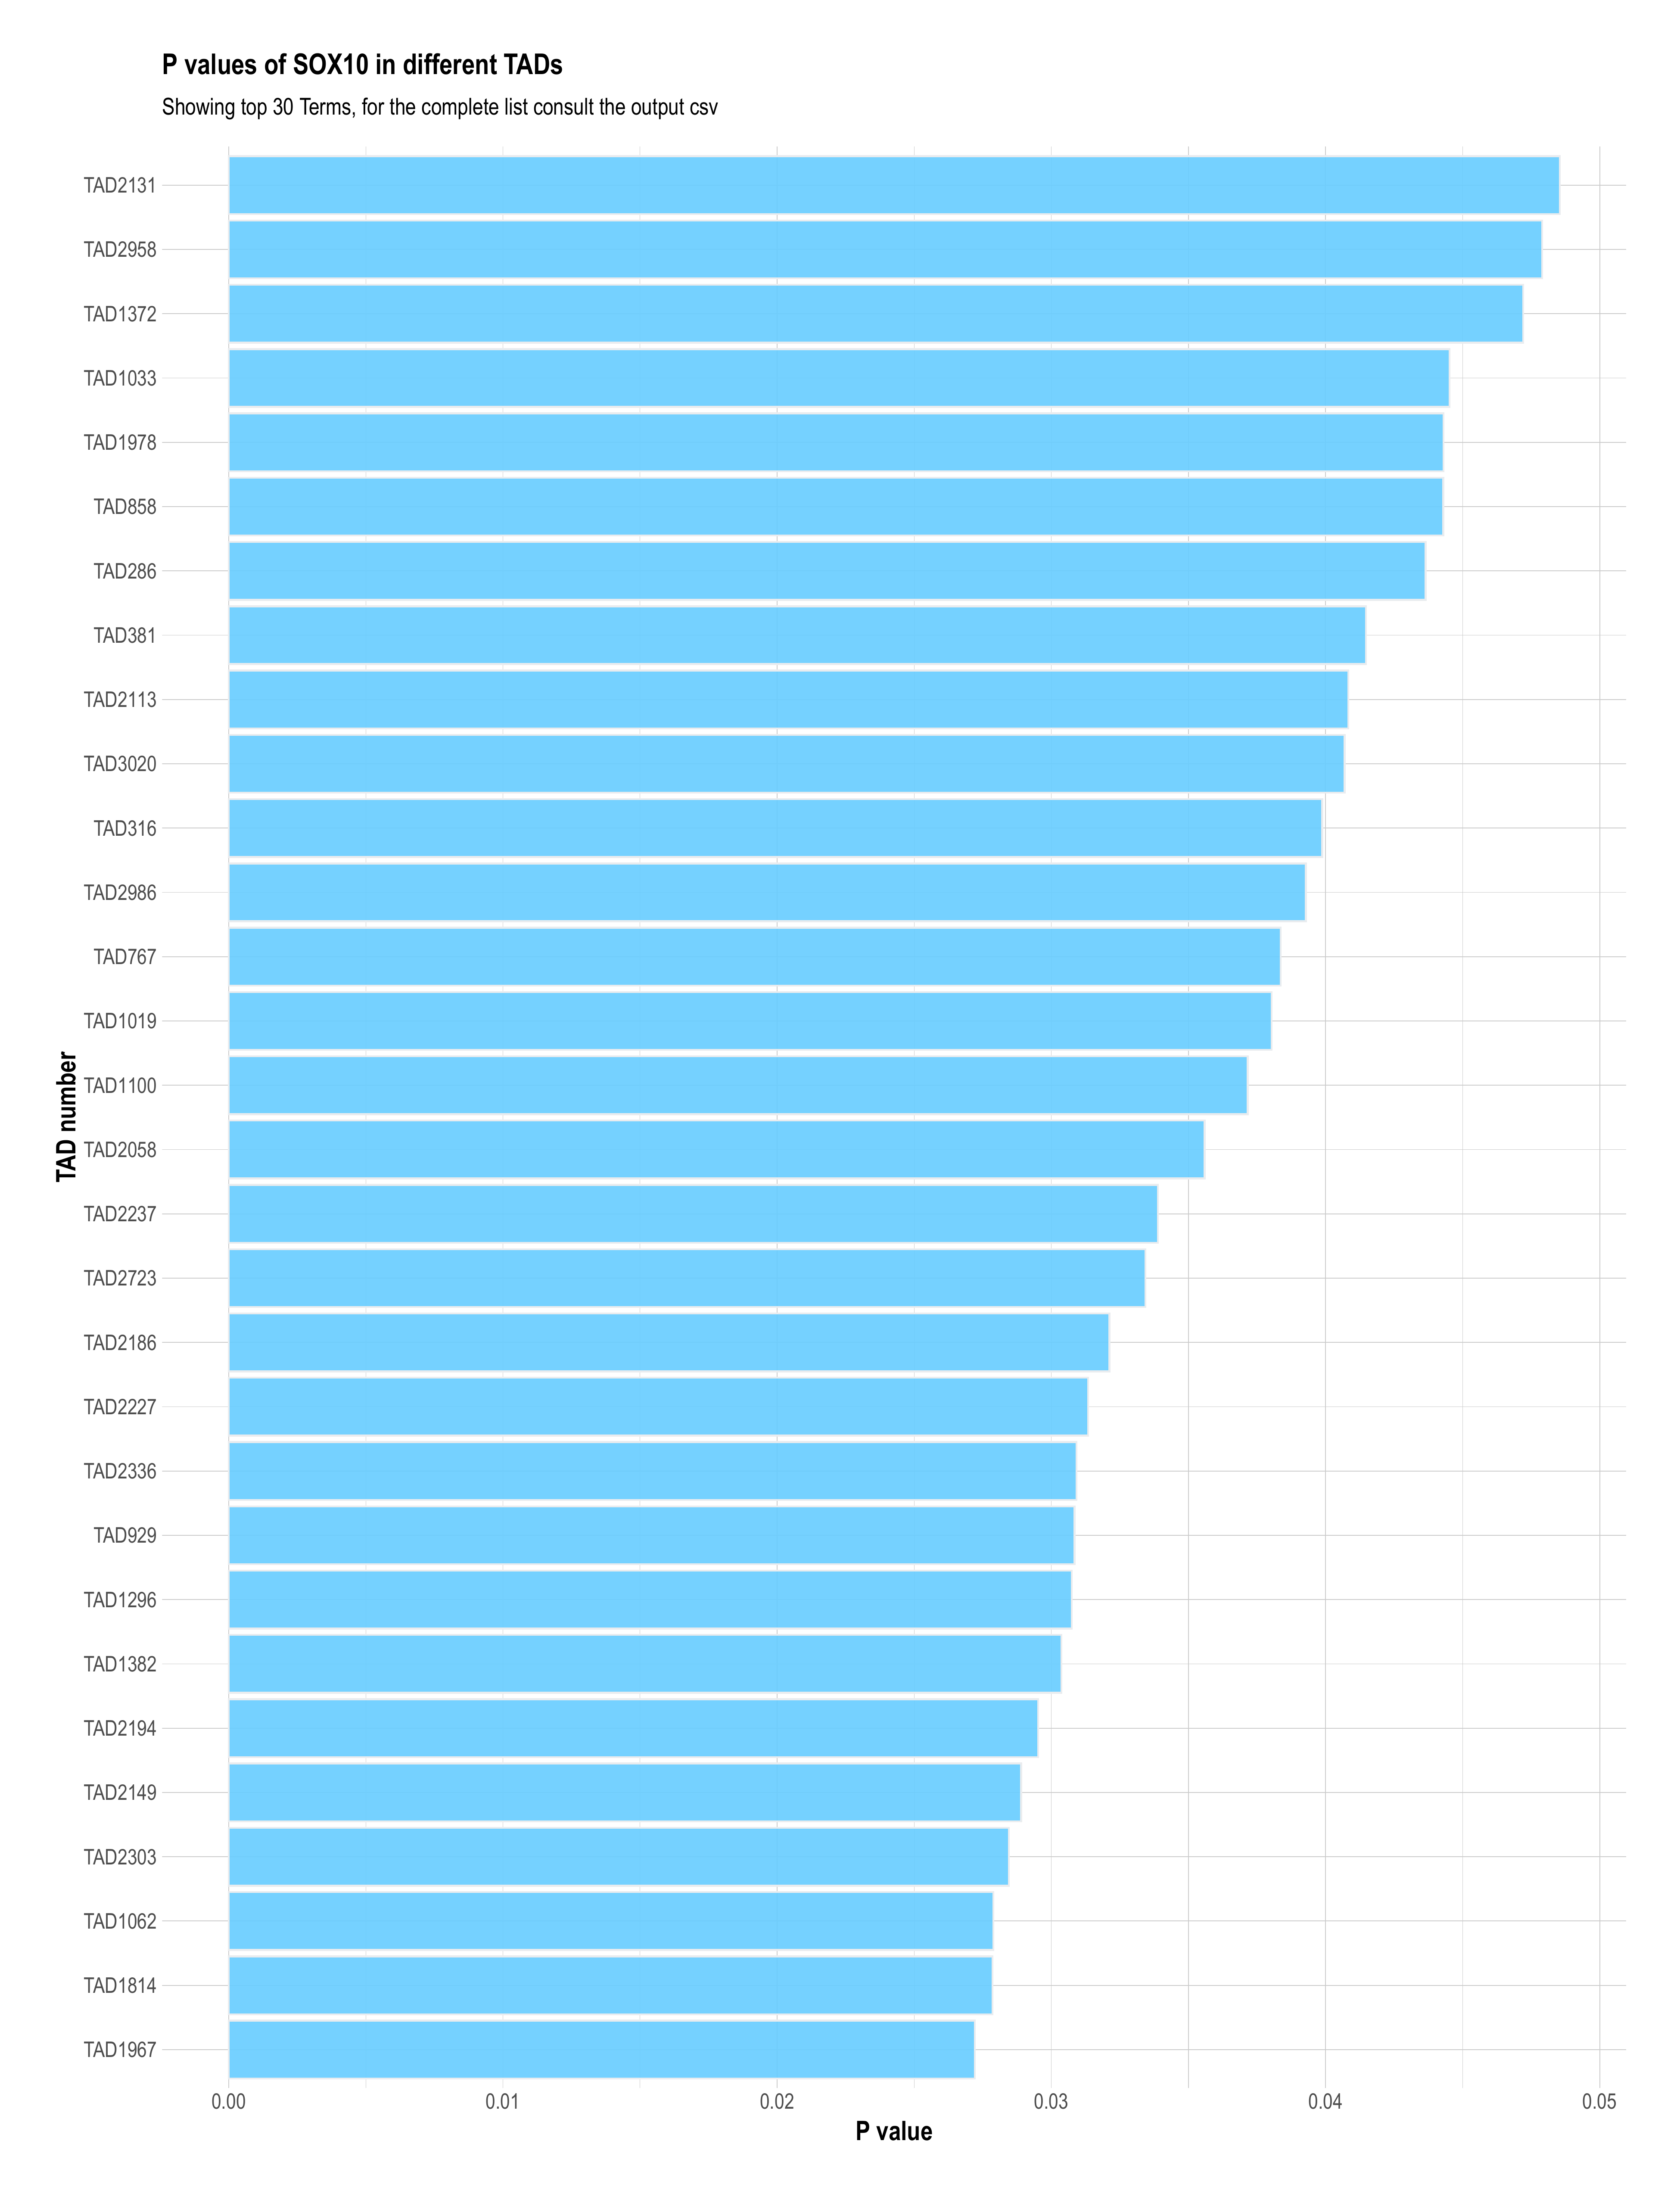 P values of SOX10 in different TADs
Showing top 30 Terms, for the complete list consult the output csv
TAD number
TAD2131
TAD2958
TAD1372
TAD1033
TAD1978
TAD858
TAD286
TAD381
TAD2113
TAD3020
TAD316
TAD2986
TAD767
TAD1019
TAD1100
TAD2058
TAD2237
TAD2723
TAD2186
TAD2227
TAD2336
TAD929
TAD1296
TAD1382
TAD2194
TAD2149
TAD2303
TAD1062
TAD1814
TAD1967
0.00 0.01 0.02 0.03 0.04 0.05
P value